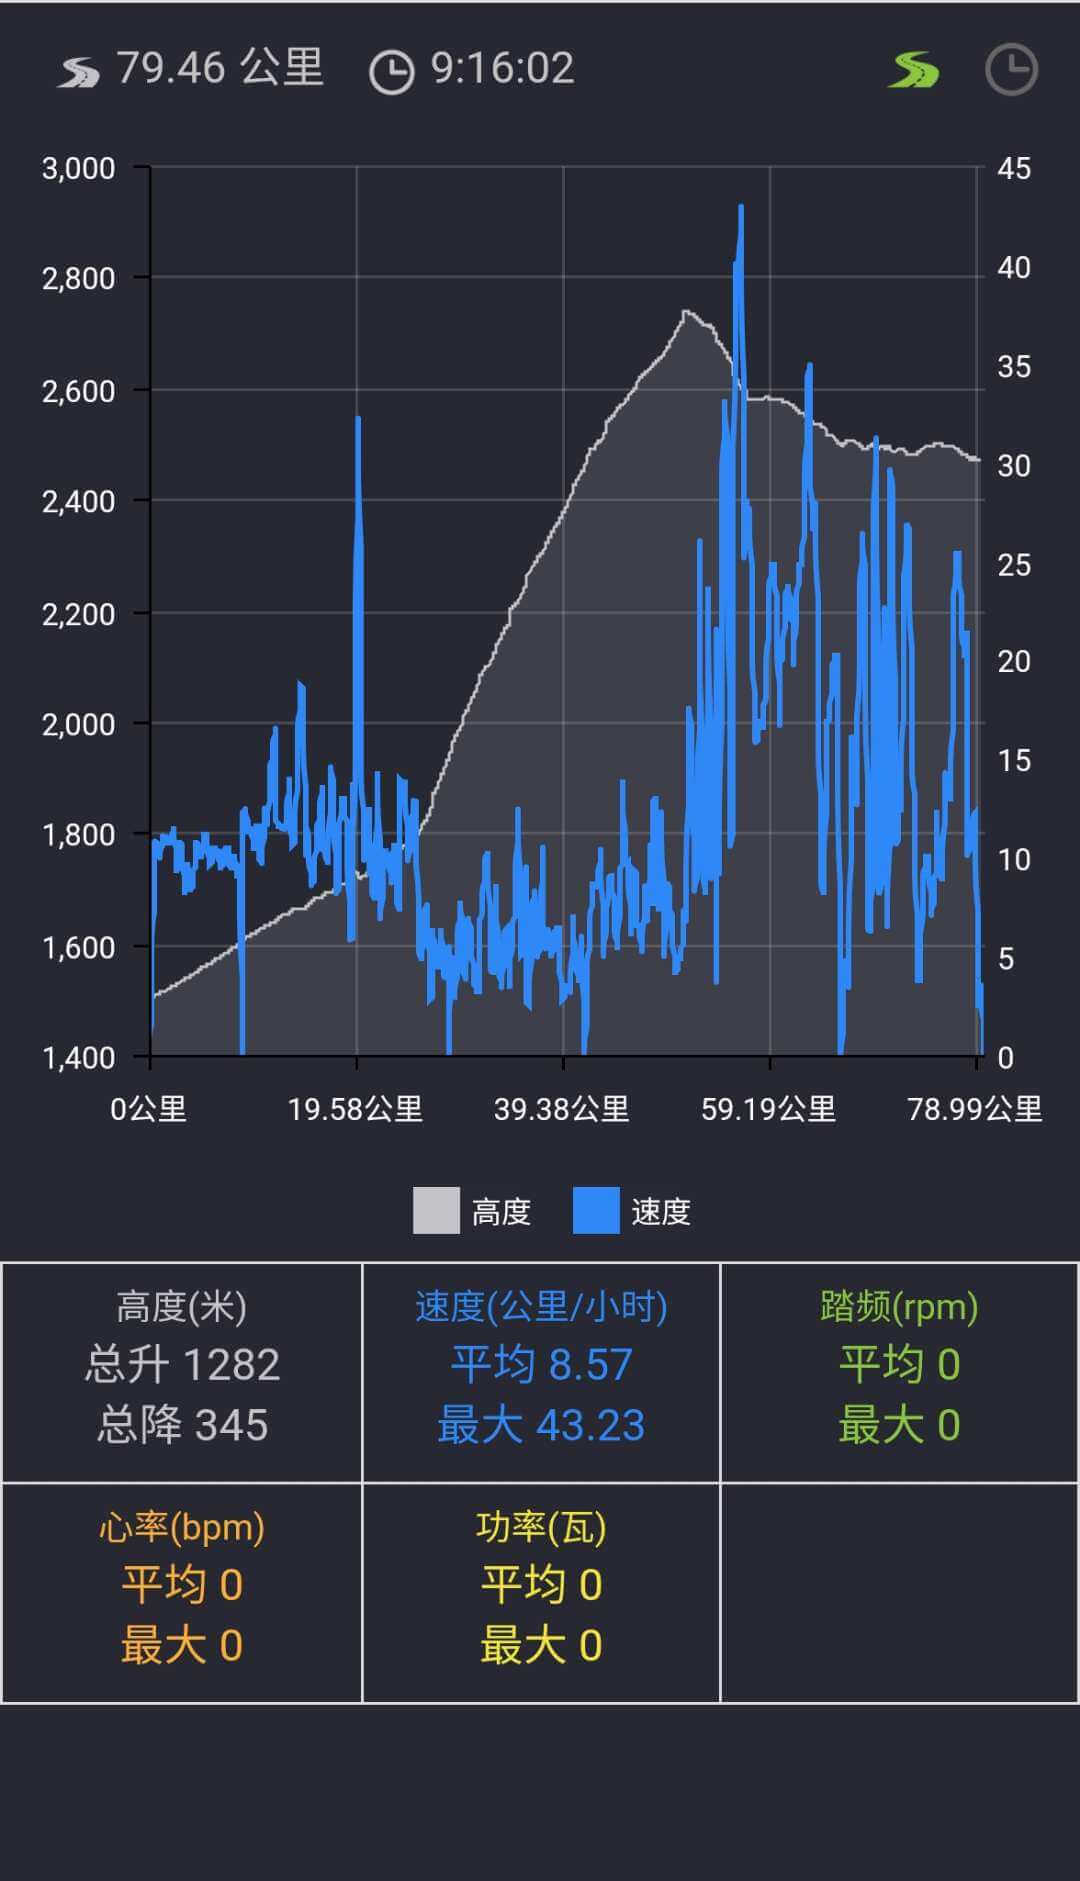 79.46 公里 9:16:02
3,000 45
2,800 40
2,600 35
2,400 30
2,200 25
2,000 20
1,800 15
1,600 10
1,400 5
0
0公里 19.58公里 39.38公里 59.19公里 78.99公里
高度 速度
高度(米) 速度(公里/小时) 踏频(rpm)
总升 1282 平均 8.57 平均 0
总降 345 最大 43.23 最大 0
心率(bpm) 功率(瓦)
平均 0 平均 0
最大 0 最大 0